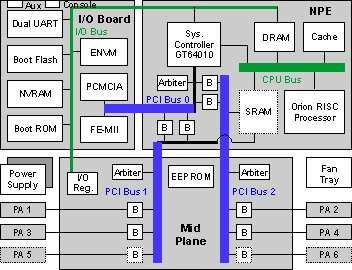 Aux Console
I/O Board
NPE
Dual UART
I/O Bus
Sys.
Controller
GT64010
DRAM
Cache
Boot Flash
ENVM
CPU Bus
NVRAM
PCMCIA
Arbiter
B
PCI Bus 0
B
SRAM
Orion RISC
Processor
Boot ROM
FE-MII
B
B
Power
Supply
I/O
Reg.
Arbiter
EEPROM
Arbiter
Fan
Tray
PCI Bus 1
PCI Bus 2
PA 1
B
B
PA 2
Mid
Plane
PA 3
B
B
PA 4
PA 5
B
B
PA 6